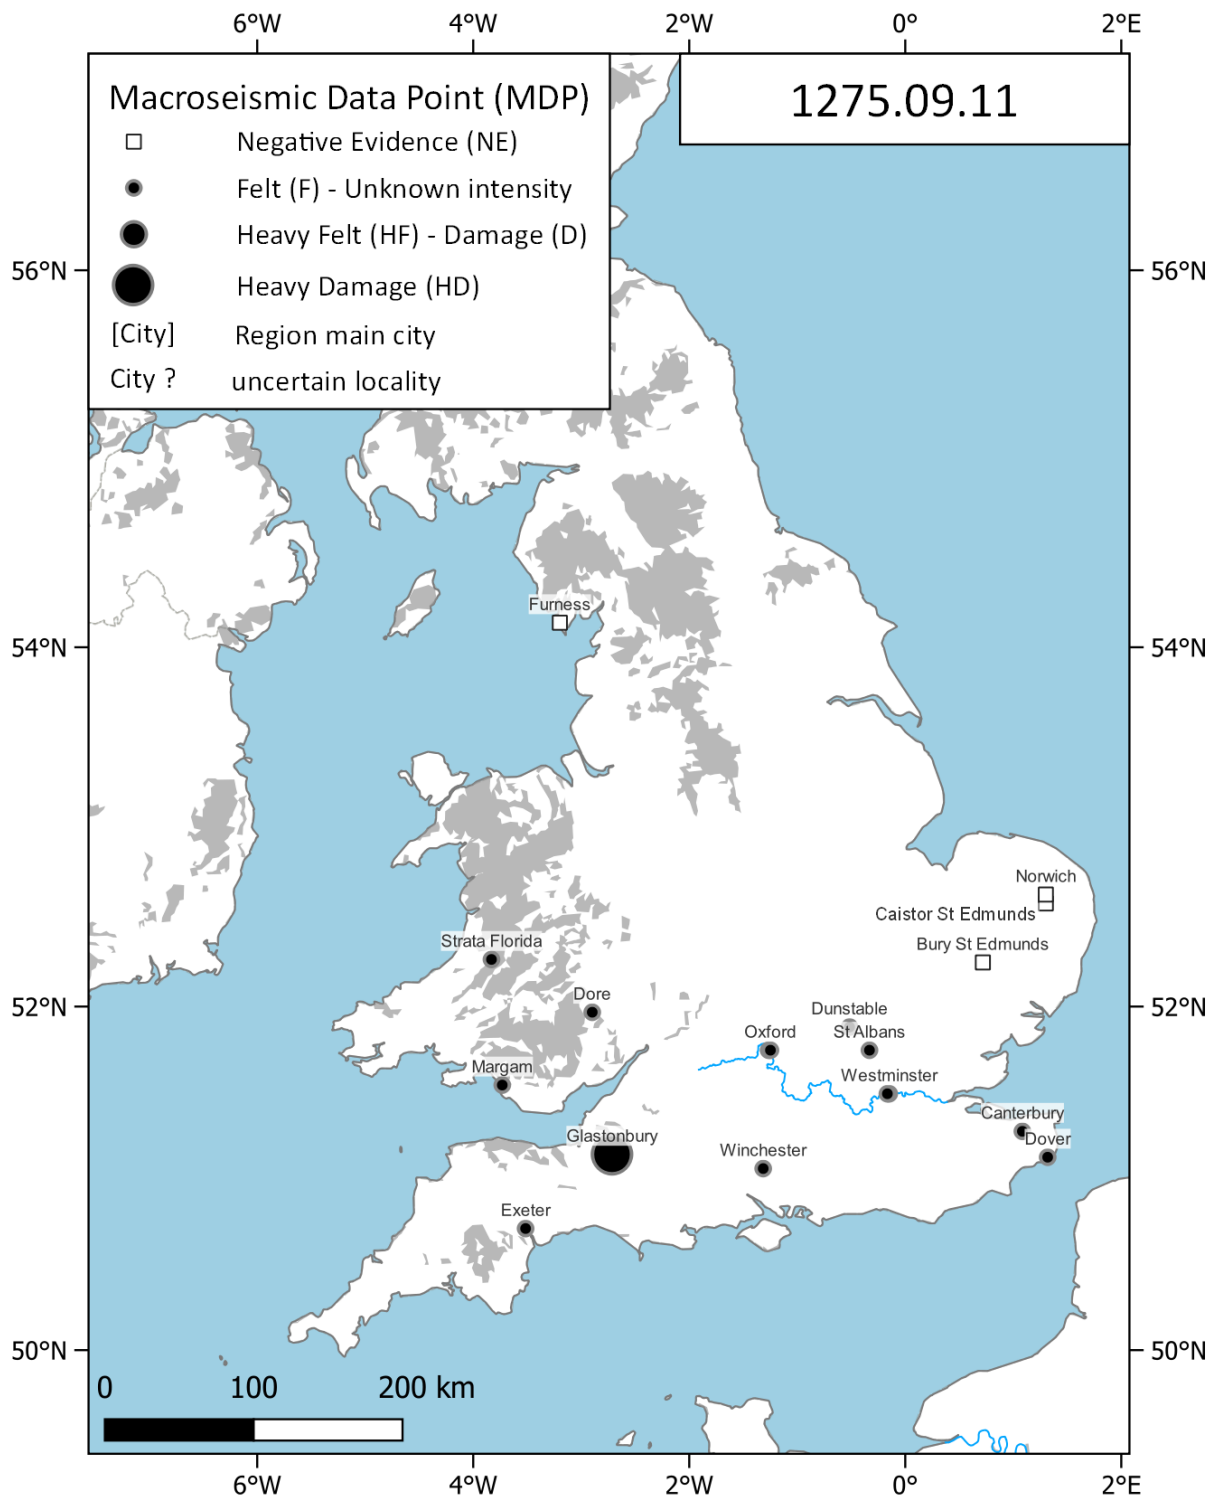 6°W 4°W 2°W 0° 2°E
Macroseismic Data Point (MDP)
Negative Evidence (NE)
Felt (F) - Unknown intensity
Heavy Felt (HF) - Damage (D)
Heavy Damage (HD)
[City] Region main city
City ? uncertain locality
1275.09.11
56°N 56°N
Furness
54°N 54°N
Norwich
Caistor St Edmunds
Strata Florida
Bury St Edmunds
Dore
52°N 52°N
Dunstable
Oxford
St Albans
Margam
Westminster
Canterbury
Glastonbury
Dover
Winchester
Exeter
50°N 50°N
0 100 200 km
6°W 4°W 2°W 0° 2°E